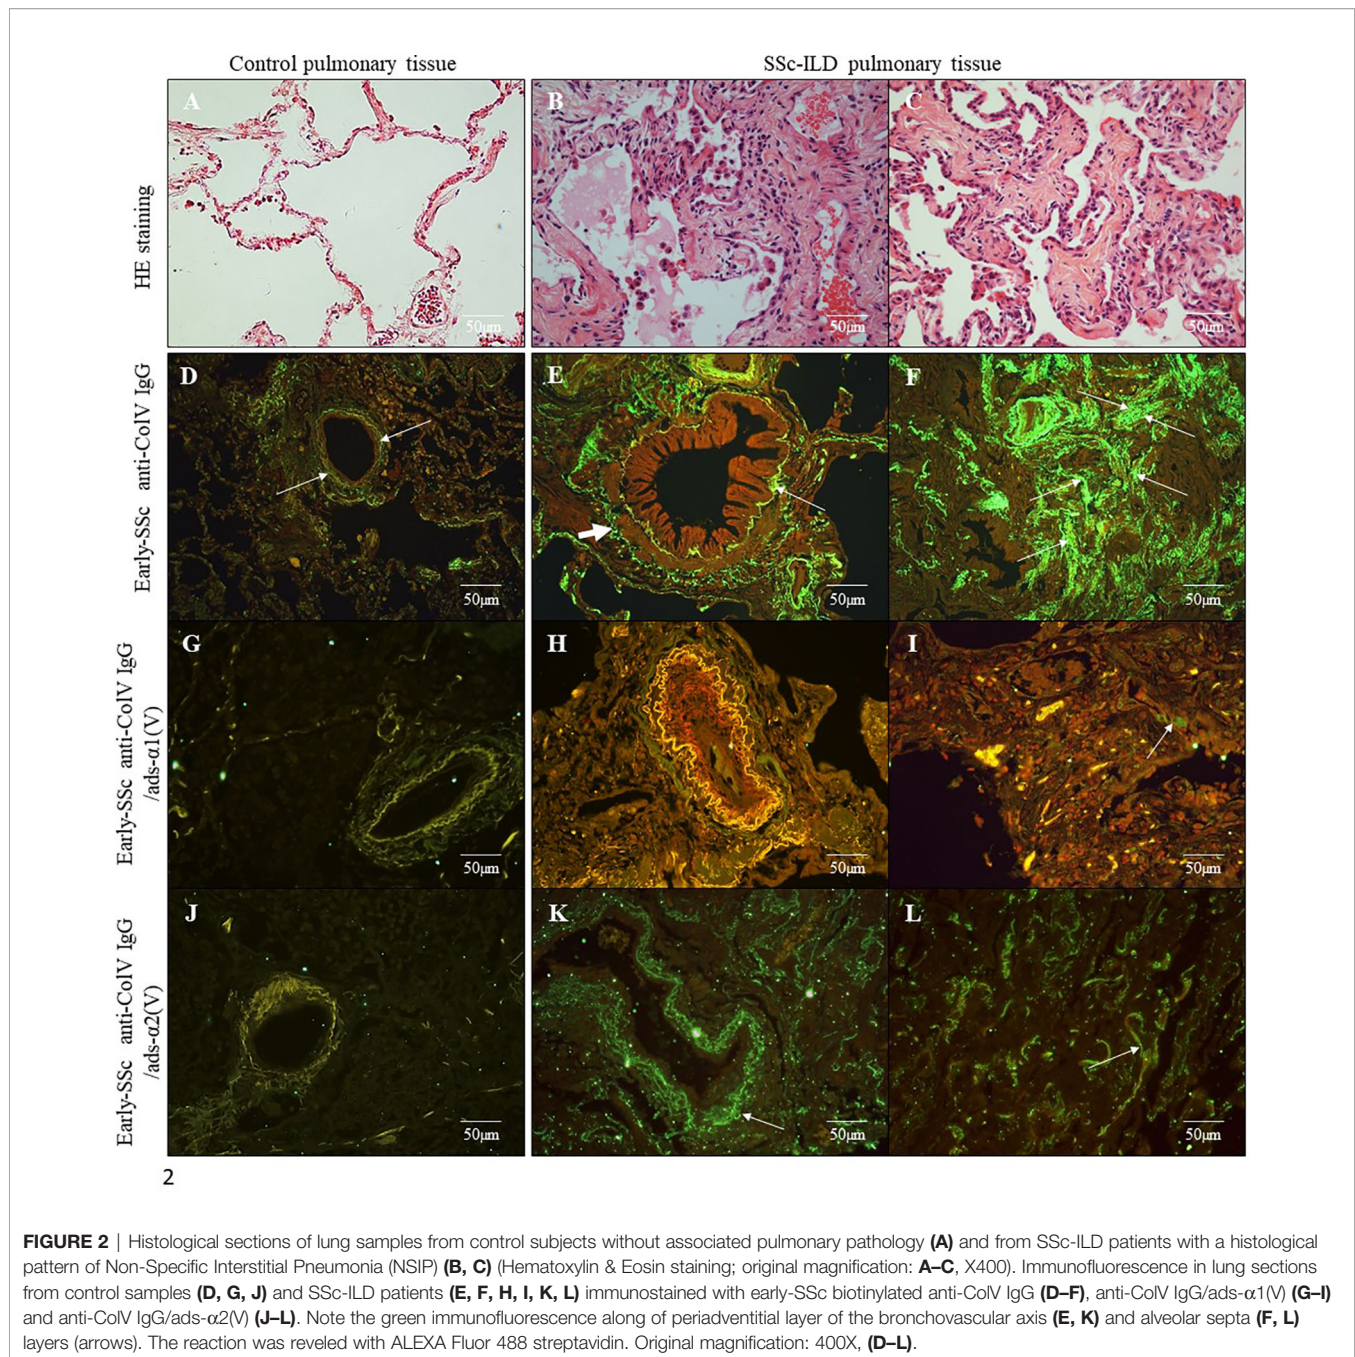 Control pulmonary tissue
SSc-ILD pulmonary tissue
HE staining
A
50µm
B
50µm
C
50µm
Early-SSc anti-ColV IgG
D
50µm
E
50µm
F
50µm
Early-SSc anti-ColV IgG
/ads-α1(V)
G
50µm
H
50µm
I
50µm
Early-SSc anti-ColV IgG
/ads-α2(V)
J
50µm
K
50µm
L
50µm
2
FIGURE 2 | Histological sections of lung samples from control subjects without associated pulmonary pathology (A) and from SSc-ILD patients with a histological
pattern of Non-Specific Interstitial Pneumonia (NSIP) (B, C) (Hematoxylin & Eosin staining; original magnification: A–C, X400). Immunofluorescence in lung sections
from control samples (D, G, J) and SSc-ILD patients (E, F, H, I, K, L) immunostained with early-SSc biotinylated anti-ColV IgG (D–F), anti-ColV IgG/ads-α1(V) (G–I)
and anti-ColV IgG/ads-α2(V) (J–L). Note the green immunofluorescence along of periadventitial layer of the bronchovascular axis (E, K) and alveolar septa (F, L)
layers (arrows). The reaction was reveled with ALEXA Fluor 488 streptavidin. Original magnification: 400X, (D–L).